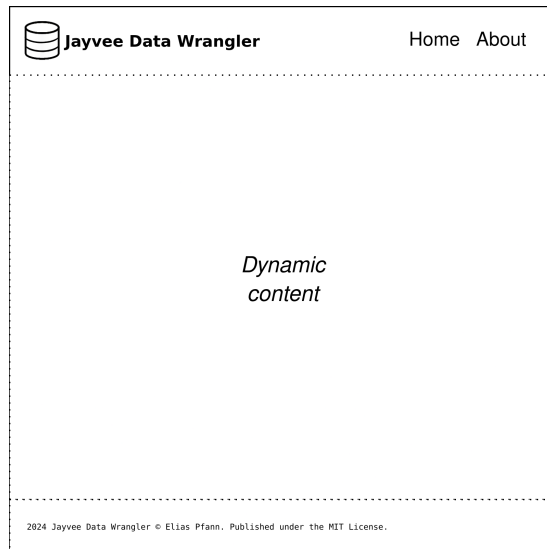 Jayvee Data Wrangler
Home About
Dynamic
content
2024 Jayvee Data Wrangler © Elias Pfann. Published under the MIT License.